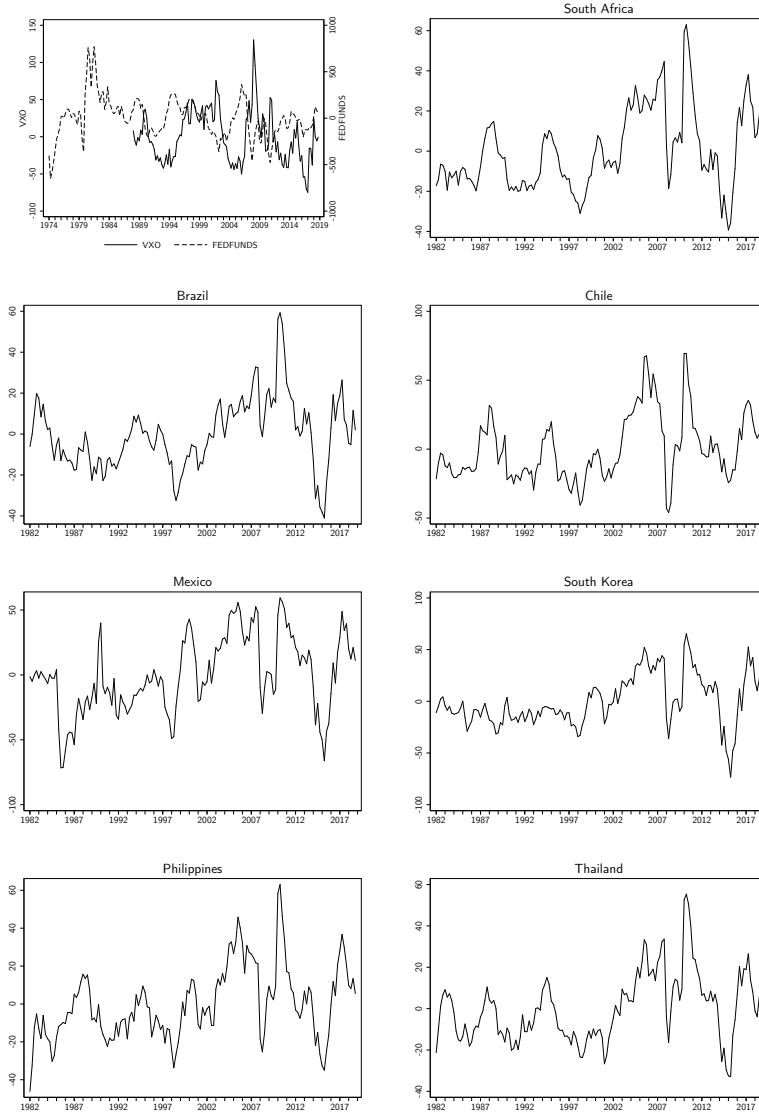 South Africa
VXO
-100 -50 0 50 100 150
FEDFUNDS
-1000 -500 0 500 1000
1974 1979 1984 1989 1994 1999 2004 2009 2014 2019
VXO FEDFUNDS
-40 -20 0 20 40 60
1982 1987 1992 1997 2002 2007 2012 2017
Brazil
-40 -20 0 20 40 60
1982 1987 1992 1997 2002 2007 2012 2017
Chile
-50 0 50 100
1982 1987 1992 1997 2002 2007 2012 2017
Mexico
-100 -50 0 50
1982 1987 1992 1997 2002 2007 2012 2017
South Korea
-100 -50 0 50 100
1982 1987 1992 1997 2002 2007 2012 2017
Philippines
-40 -20 0 20 40 60
1982 1987 1992 1997 2002 2007 2012 2017
Thailand
-40 -20 0 20 40 60
1982 1987 1992 1997 2002 2007 2012 2017